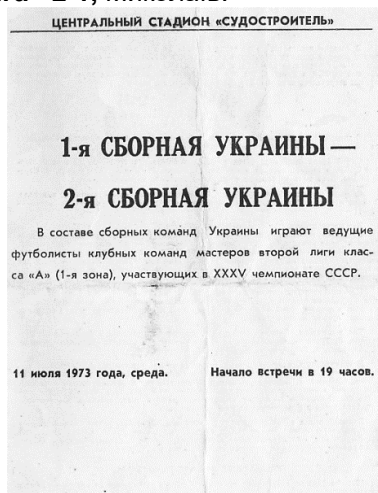 ЦЕНТРАЛЬНЫЙ СТАДИОН «СУДОСТРОИТЕЛЬ»
1-я СБОРНАЯ УКРАИНЫ —
2-я СБОРНАЯ УКРАИНЫ
В составе сборных команд Украины играют ведущие
футболисты клубных команд мастеров второй лиги клас-
са «А» (1-я зона), участвующих в XXXV чемпионате СССР.
11 июля 1973 года, среда. Начало встречи в 19 часов.